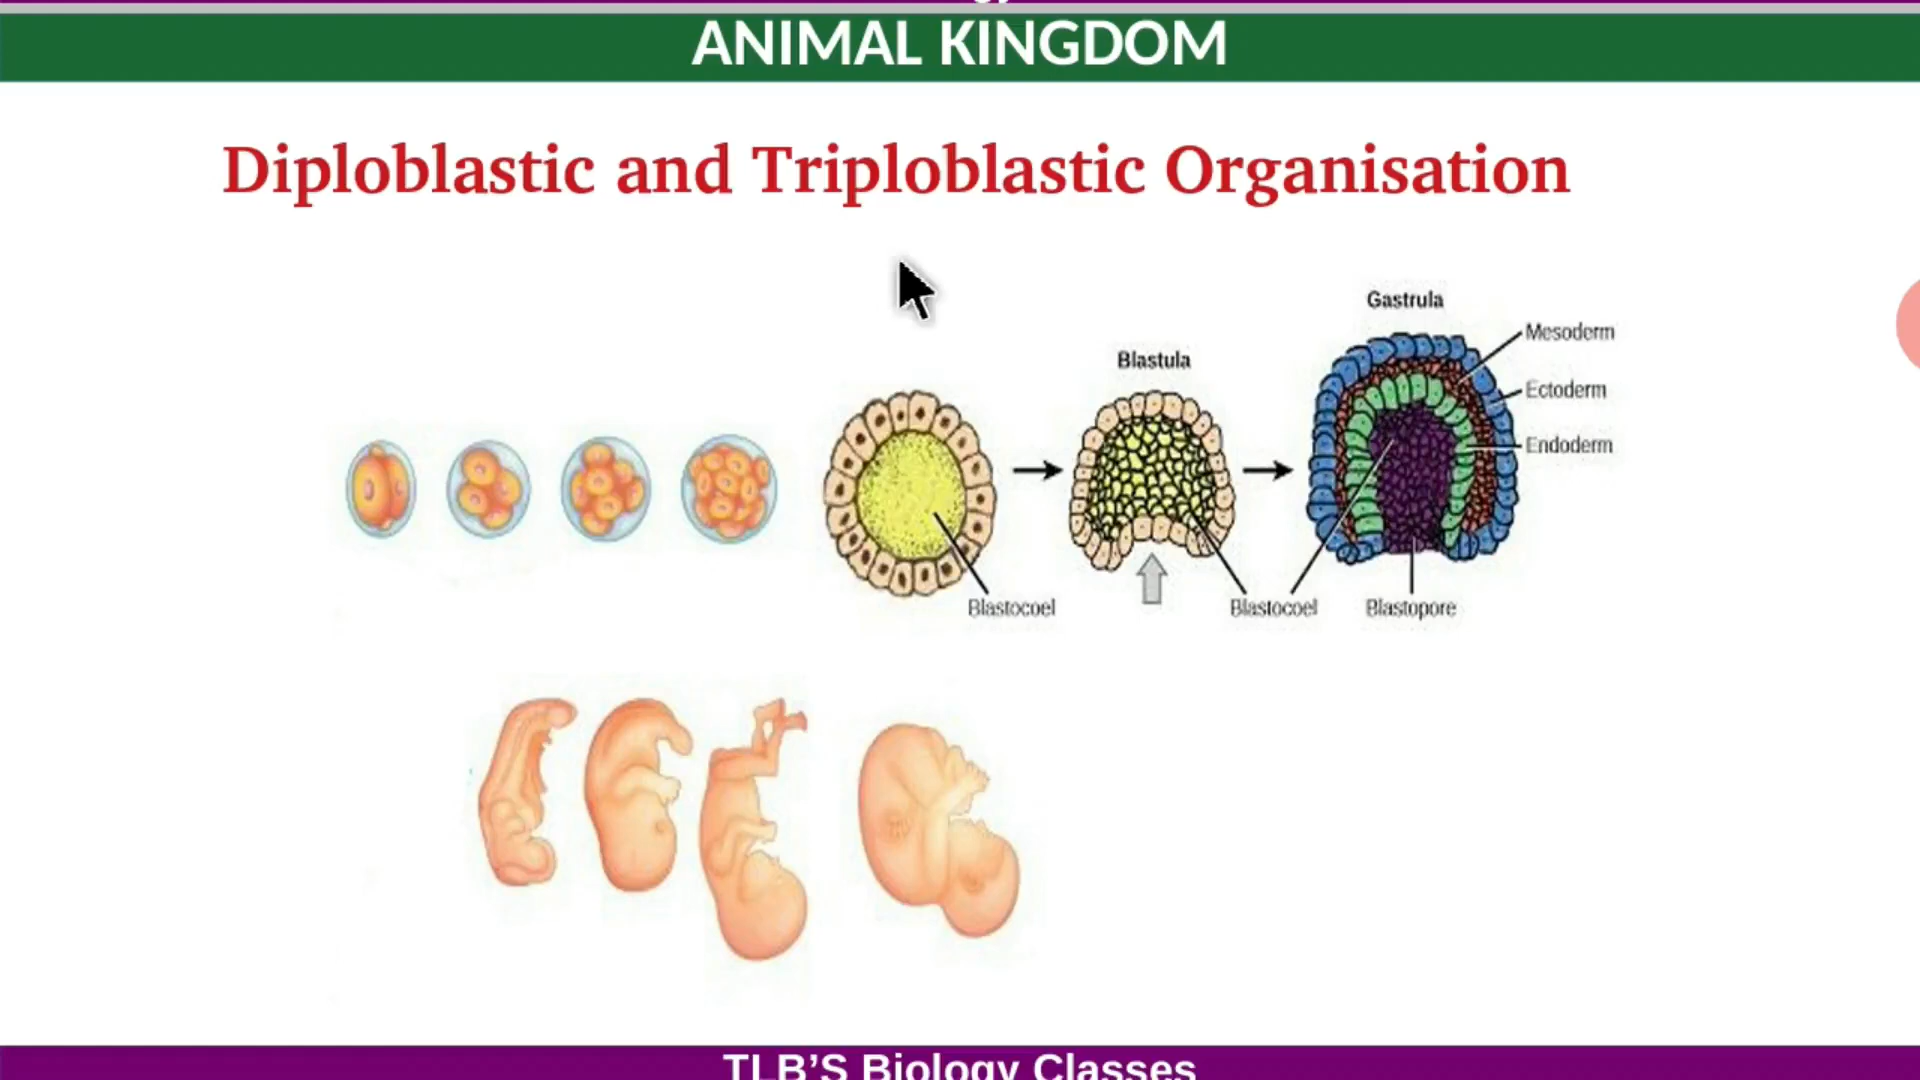 ANIMAL KINGDOM
Diploblastic and Triploblastic Organisation
Gastrula
Mesoderm
Blastula
Ectoderm
Endoderm
Blastocoel
Blastocoel
Blastopore
TLB'S Biology Classes